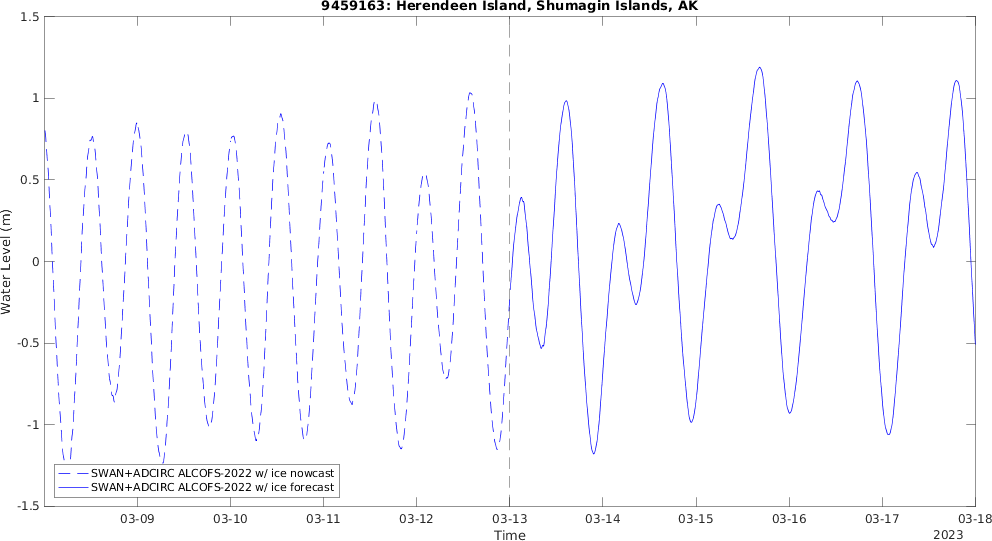 9459163: Herendeen Island, Shumagin Islands, AK
1.5
1
0.5
0
-0.5
-1
-1.5
Water Level (m)
SWAN+ADCIRC ALCOFS-2022 w/ ice nowcast
SWAN+ADCIRC ALCOFS-2022 w/ ice forecast
03-09 03-10 03-11 03-12 03-13 03-14 03-15 03-16 03-17 03-18
Time
2023